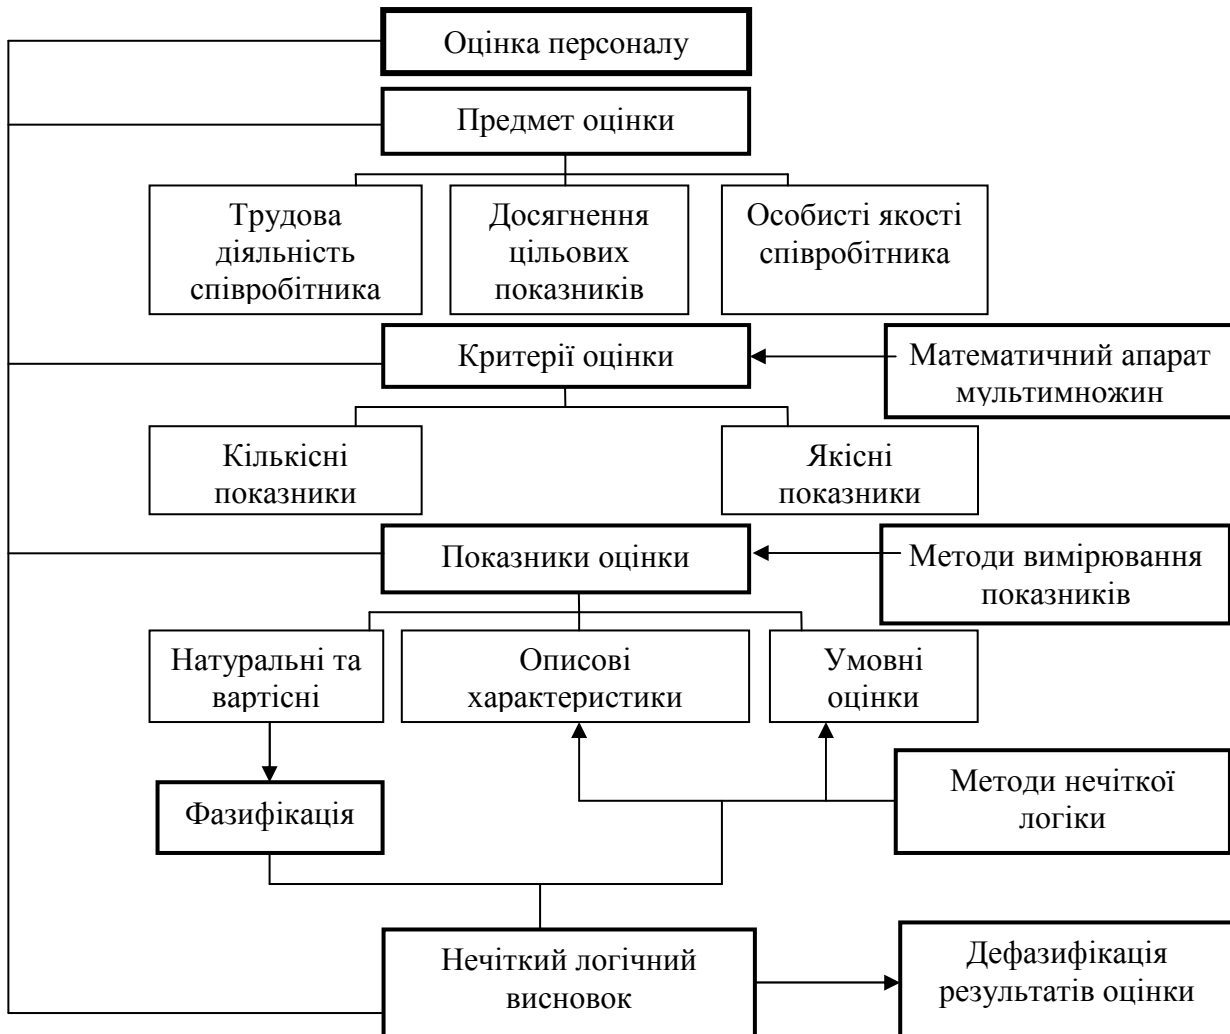 Оцінка персоналу
Предмет оцінки
Трудова
діяльність
співробітника
Досягнення
цільових
показників
Особисті якості
співробітника
Критерії оцінки
Математичний апарат
мультимножин
Кількісні
показники
Якісні
показники
Показники оцінки
Методи вимірювання
показників
Натуральні та
вартісні
Описові
характеристики
Умовні
оцінки
Фазифікація
Методи нечіткої
логіки
Нечіткий логічний
висновок
Дефазифікація
результатів оцінки